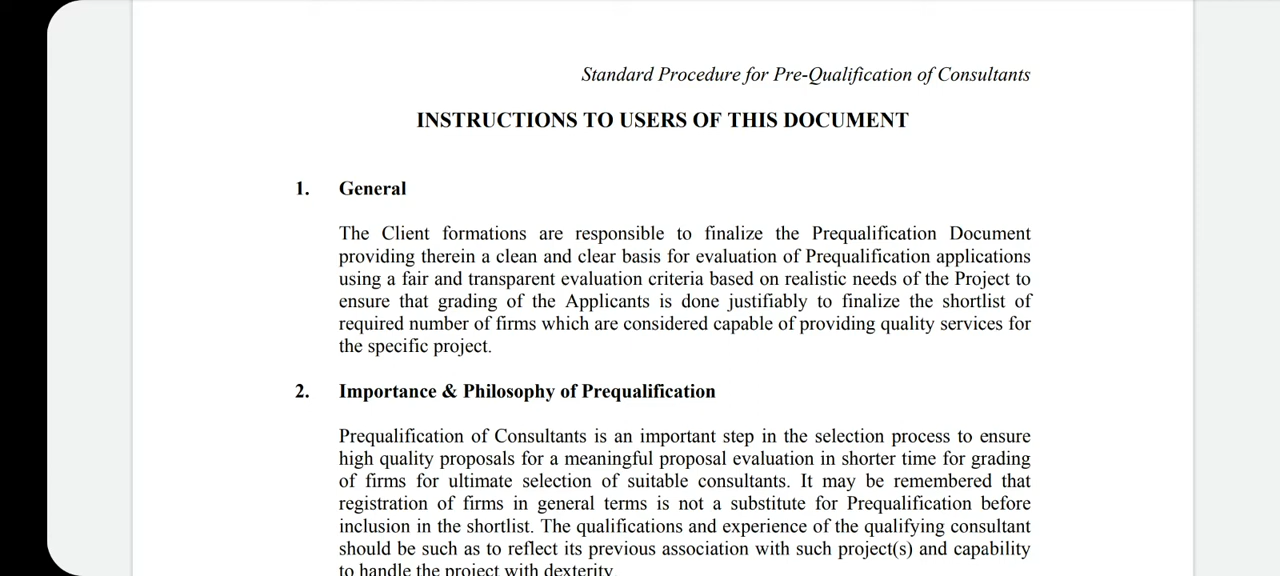 Standard Procedure for Pre-Qualification of Consultants
INSTRUCTIONS TO USERS OF THIS DOCUMENT
1. General
The Client formations are responsible to finalize the Prequalification Document
providing therein a clean and clear basis for evaluation of Prequalification applications
using a fair and transparent evaluation criteria based on realistic needs of the Project to
ensure that grading of the Applicants is done justifiably to finalize the shortlist of
required number of firms which are considered capable of providing quality services for
the specific project.
2. Importance & Philosophy of Prequalification
Prequalification of Consultants is an important step in the selection process to ensure
high quality proposals for a meaningful proposal evaluation in shorter time for grading
of firms for ultimate selection of suitable consultants. It may be remembered that
registration of firms in general terms is not a substitute for Prequalification before
inclusion in the shortlist. The qualifications and experience of the qualifying consultant
should be such as to reflect its previous association with such project(s) and capability
to handle the project with dexterity.